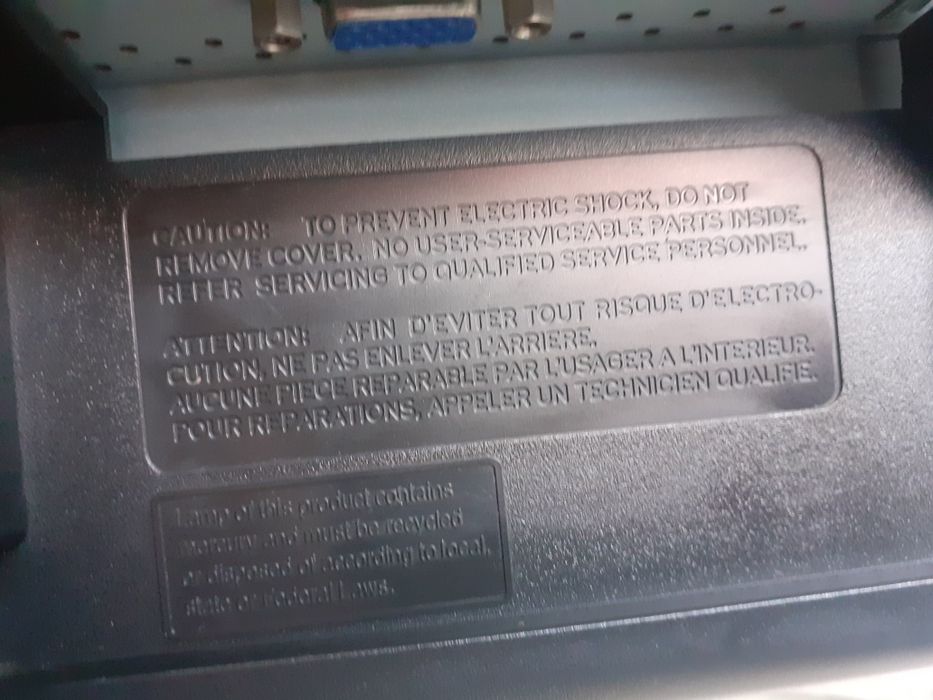 CAUTION: TO PREVENT ELECTRIC SHOCK, DO NOT
REMOVE COVER. NO USER-SERVICEABLE PARTS INSIDE.
REFER SERVICING TO QUALIFIED SERVICE PERSONNEL.
ATTENTION: AFIN D'EVITER TOUT RISQUE D'ELECTRO-
CUTION, NE PAS ENLEVER L'ARRIERE.
AUCUNE PIECE REPARABLE PAR L'USAGER A L'INTERIEUR.
POUR REPARATIONS, APPELER UN TECHNICIEN QUALIFIE.
Lamp of this product contains
mercury and must be recycled
or disposed of according to local,
state or Federal Laws.